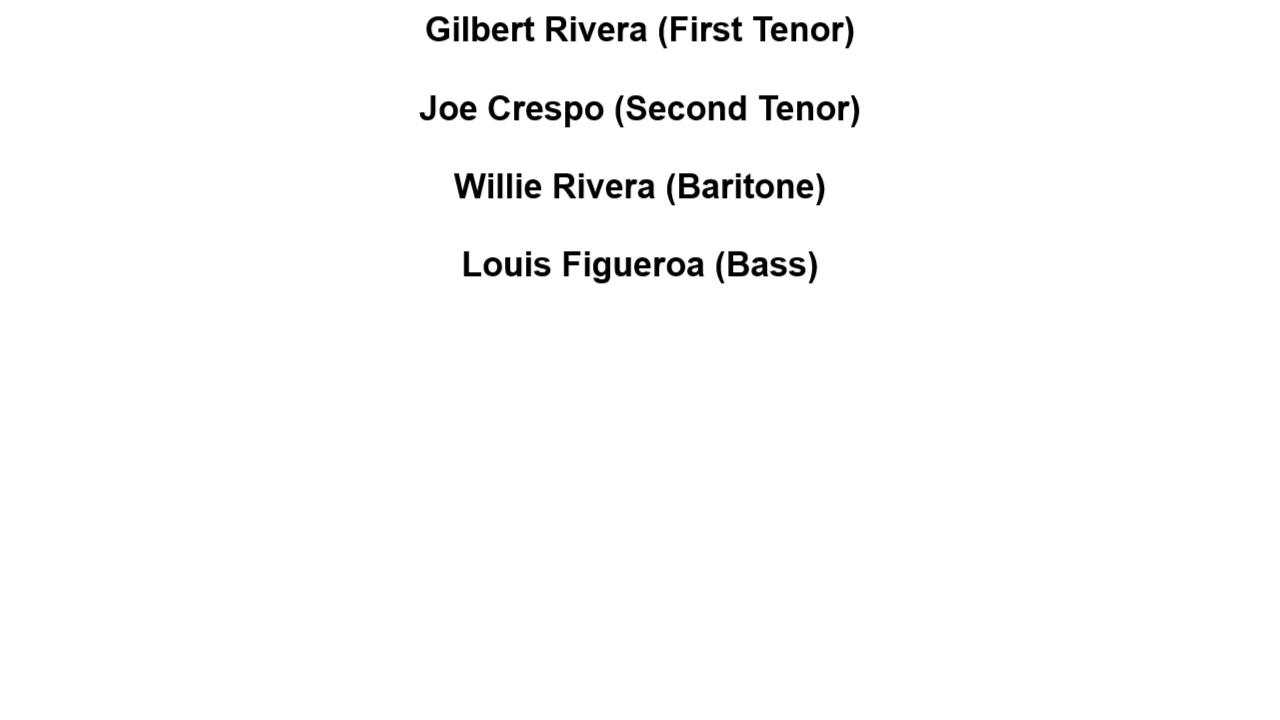 Gilbert Rivera (First Tenor)
Joe Crespo (Second Tenor)
Willie Rivera (Baritone)
Louis Figueroa (Bass)